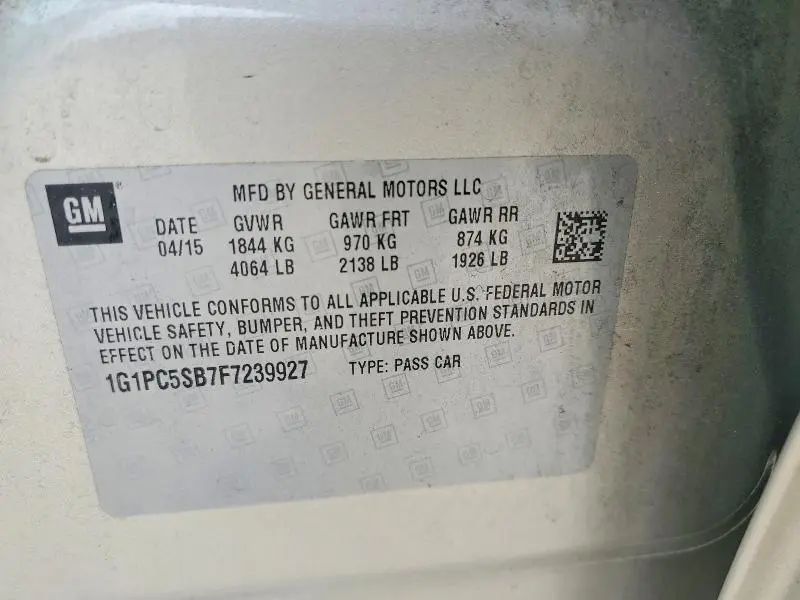 GM
MFD BY GENERAL MOTORS LLC
DATE GVWR GAWR FRT GAWR RR
04/15 1844 KG 970 KG 874 KG
4064 LB 2138 LB 1926 LB
THIS VEHICLE CONFORMS TO ALL APPLICABLE U.S. FEDERAL MOTOR
VEHICLE SAFETY, BUMPER, AND THEFT PREVENTION STANDARDS IN
EFFECT ON THE DATE OF MANUFACTURE SHOWN ABOVE.
1G1PC5SB7F7239927 TYPE: PASS CAR